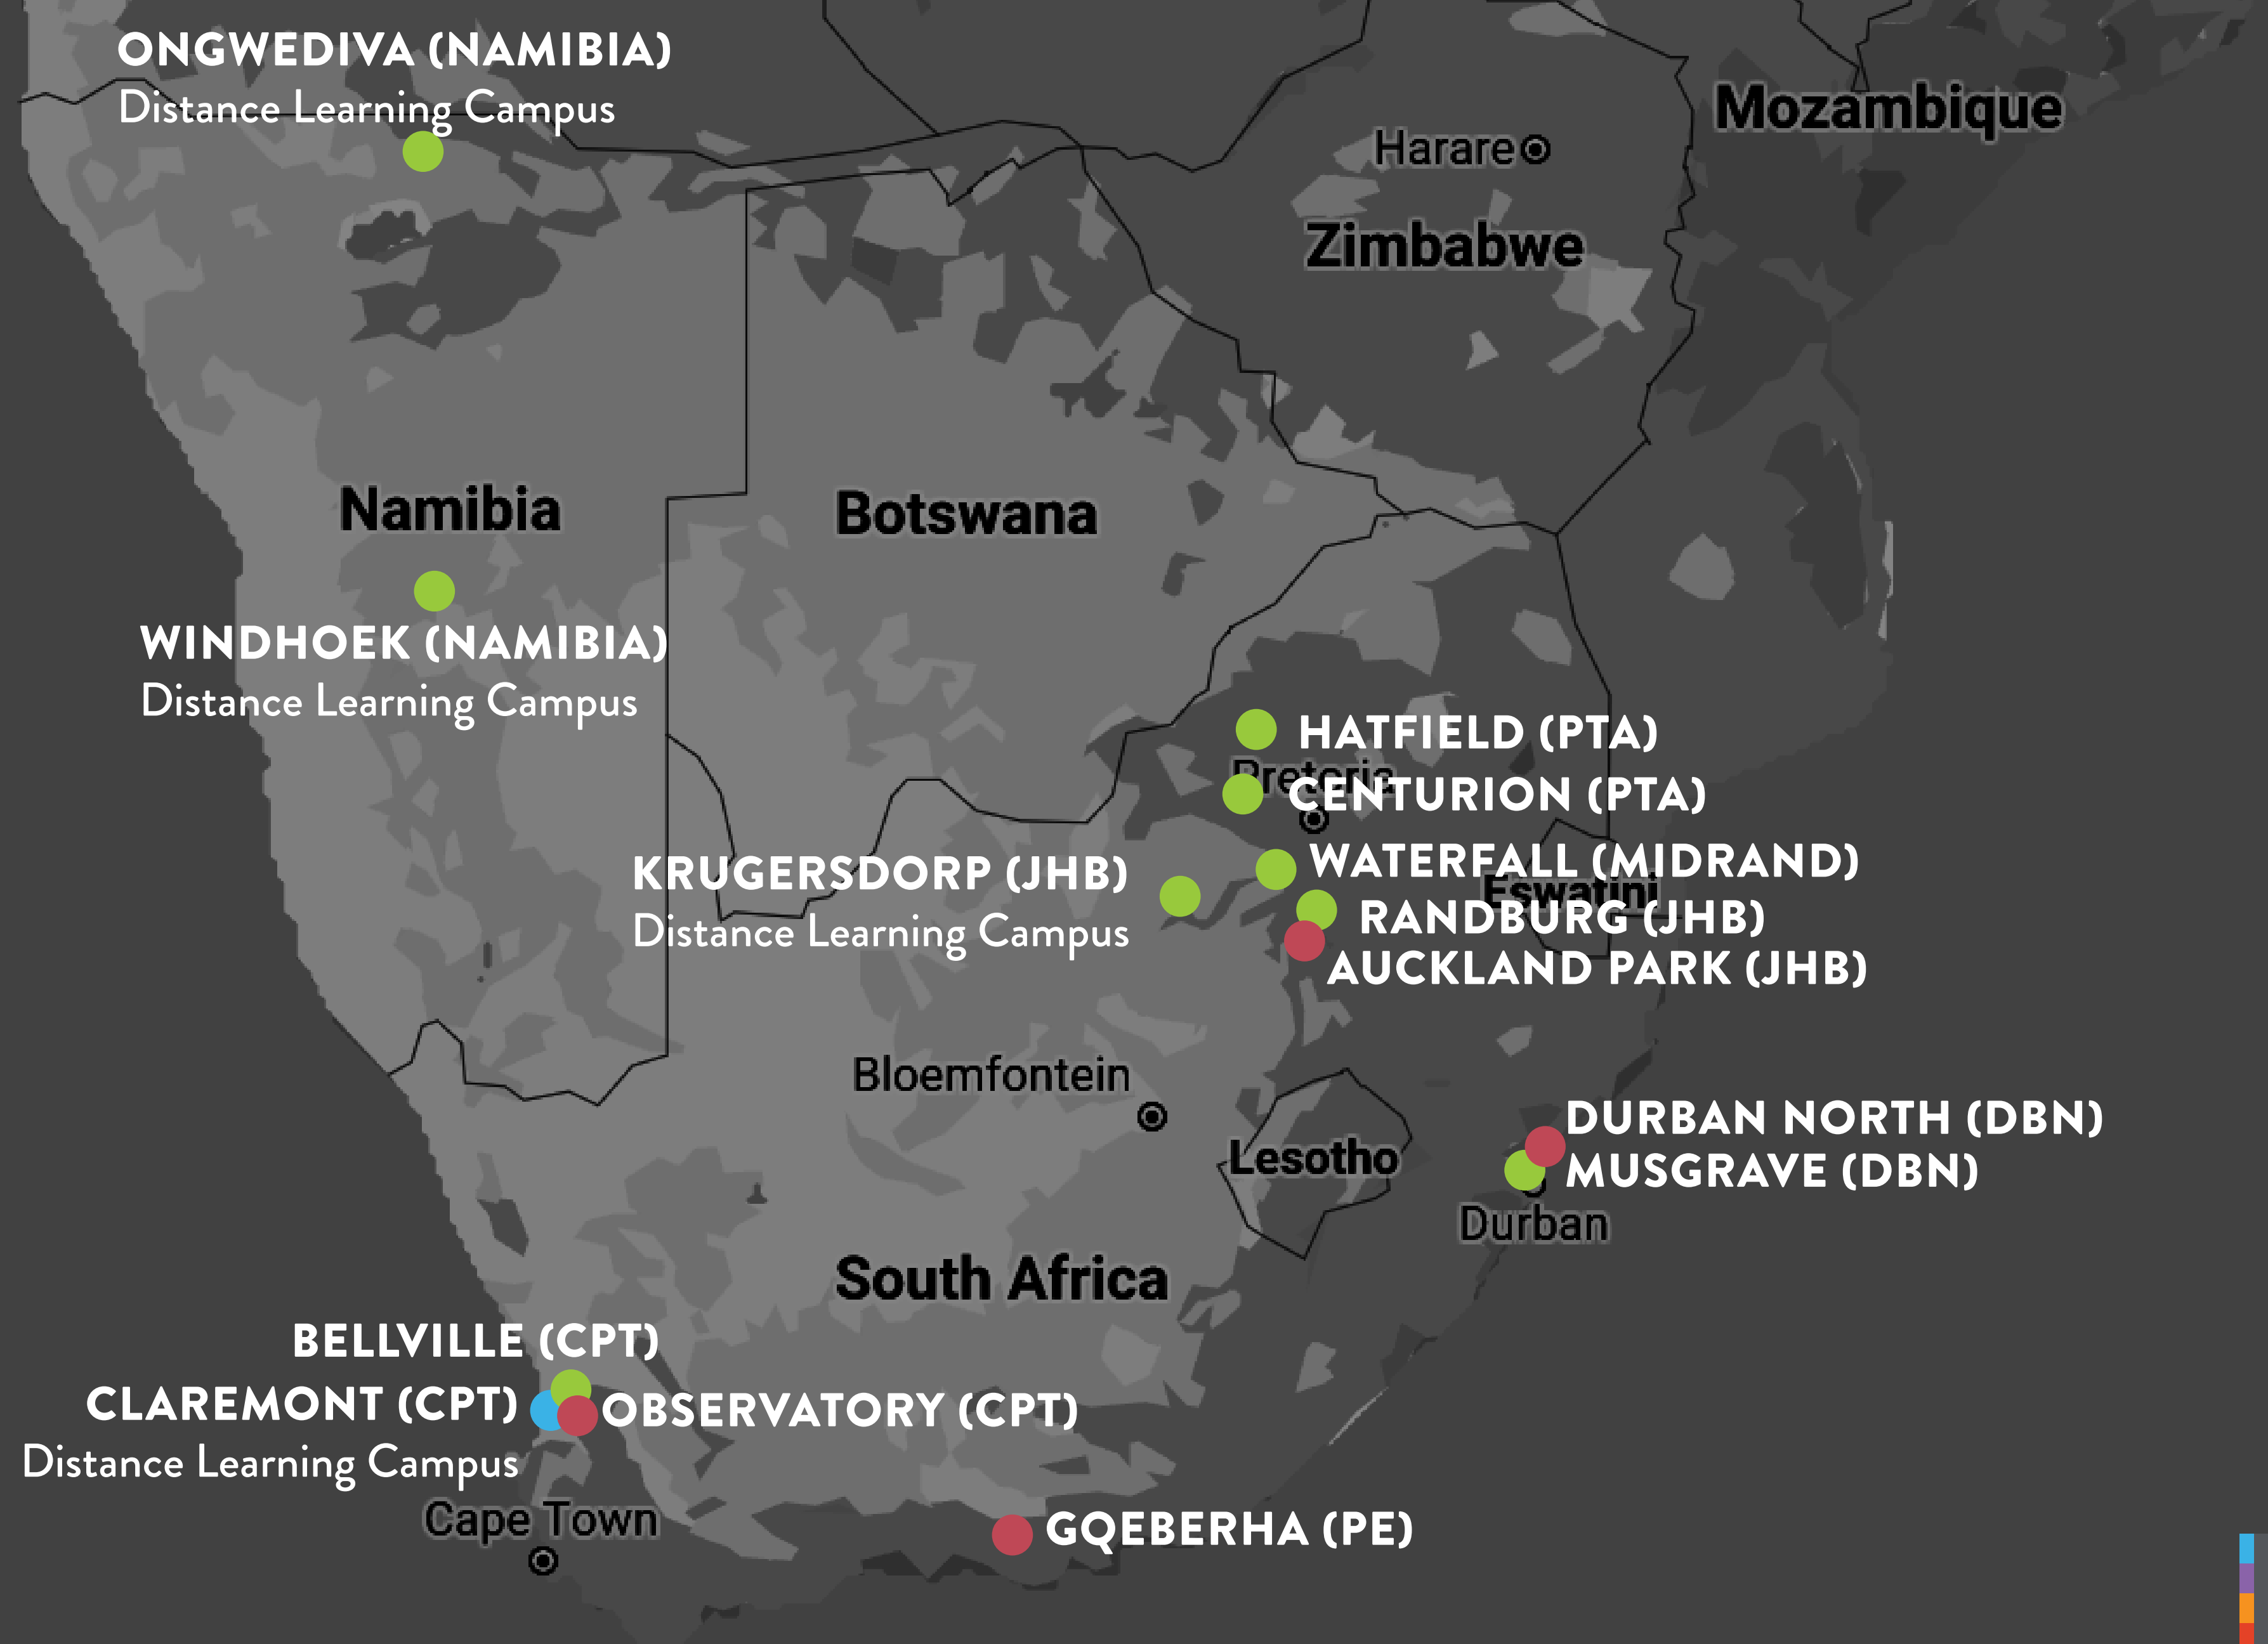 ONGWEDIVA (NAMIBIA)
Distance Learning Campus
Mozambique
Harare
Zimbabwe
Namibia
Botswana
WINDHOEK (NAMIBIA)
Distance Learning Campus
HATFIELD (PTA)
Pretoria
CENTURION (PTA)
WATERFALL (MIDRAND)
KRUGERSDORP (JHB)
Distance Learning Campus
Eswatini
RANDBURG (JHB)
AUCKLAND PARK (JHB)
Bloemfontein
DURBAN NORTH (DBN)
Lesotho
MUSGRAVE (DBN)
Durban
South Africa
BELLVILLE (CPT)
CLAREMONT (CPT)
Distance Learning Campus
OBSERVATORY (CPT)
Cape Town
GQEBERHA (PE)